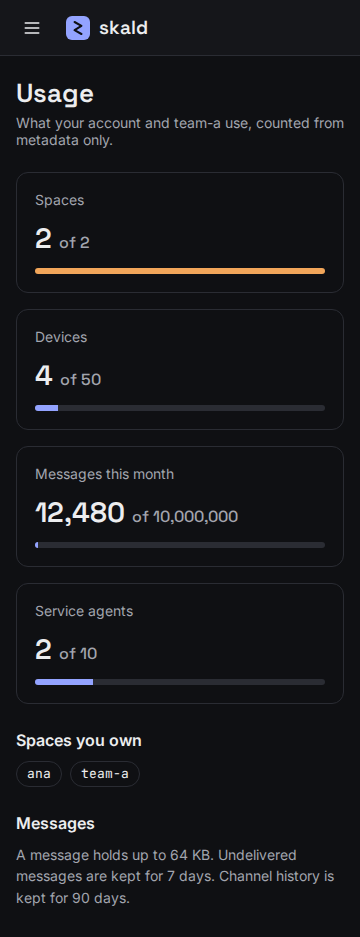 skald
Usage
What your account and team-a use, counted from
metadata only.
Spaces
2 of 2
Devices
4 of 50
Messages this month
12,480 of 10,000,000
Service agents
2 of 10
Spaces you own
ana team-a
Messages
A message holds up to 64 KB. Undelivered
messages are kept for 7 days. Channel history is
kept for 90 days.